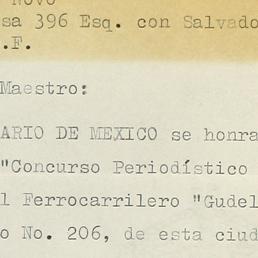 NOVO
sa 396 Esq. con Salvado
.F.
Maestro:
ARIO DE MEXICO se honra
"Concurso Periodístico
l Ferrocarrilero "Gudel
o No. 206, de esta ciud